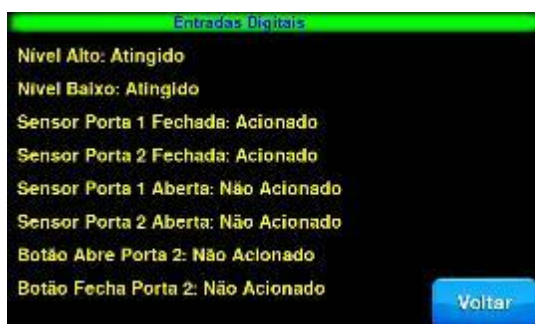 Entradas Digitais
Nível Alto: Atingido
Nível Baixo: Atingido
Sensor Porta 1 Fechada: Acionado
Sensor Porta 2 Fechada: Acionado
Sensor Porta 1 Aberta: Não Acionado
Sensor Porta 2 Aberta: Não Acionado
Botão Abre Porta 2: Não Acionado
Botão Fecha Porta 2: Não Acionado
Voltar